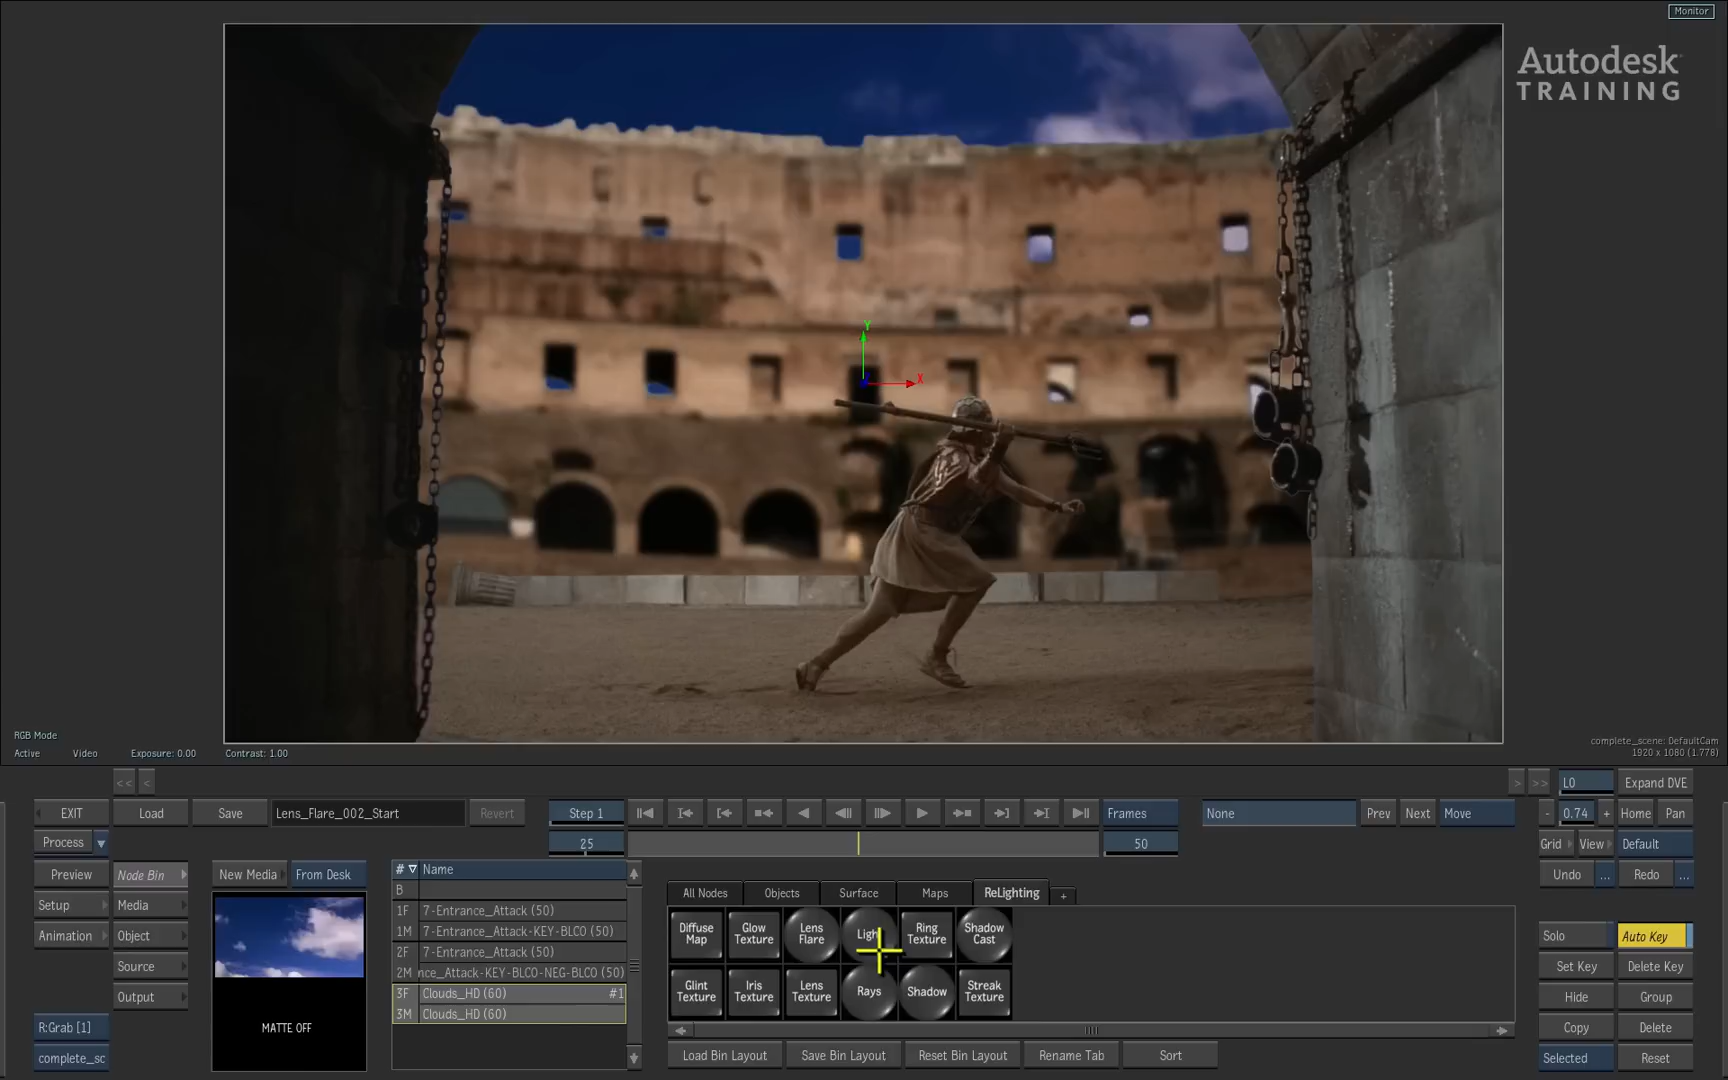 Monitor
Autodesk
TRAINING
Y
X
RGB Mode
Active Video Exposure: 0.00 Contrast: 1.00
complete_scene: DefaultCam
1920 x 1080 (1.778)
<< < > >> L0 Expand DVE
EXIT Load Save Lens_Flare_002_Start Revert Step 1 Frames None Prev Next Move - 0.74 + Home Pan
Process 25 50 Grid View Default
Preview Node Bin New Media From Desk # Name Undo ... Redo ...
B
All Nodes Objects Surface Maps ReLighting +
Setup Media 1F 7-Entrance_Attack (50)
1M 7-Entrance_Attack-KEY-BLCO (50)
Animation Object 2F 7-Entrance_Attack (50)
Source 2M nce_Attack-KEY-BLCO-NEG-BLCO (50)
Output 3F Clouds_HD (60) #1
3M Clouds_HD (60)
MATTE OFF
R:Grab [1]
complete_sc
Diffuse Map
Glow Texture
Lens Flare
Ring Texture
Shadow Cast
Glint Texture
Iris Texture
Lens Texture
Rays
Shadow
Streak Texture
Load Bin Layout Save Bin Layout Reset Bin Layout Rename Tab Sort
Solo Auto Key
Set Key Delete Key
Hide Group
Copy Delete
Selected Reset